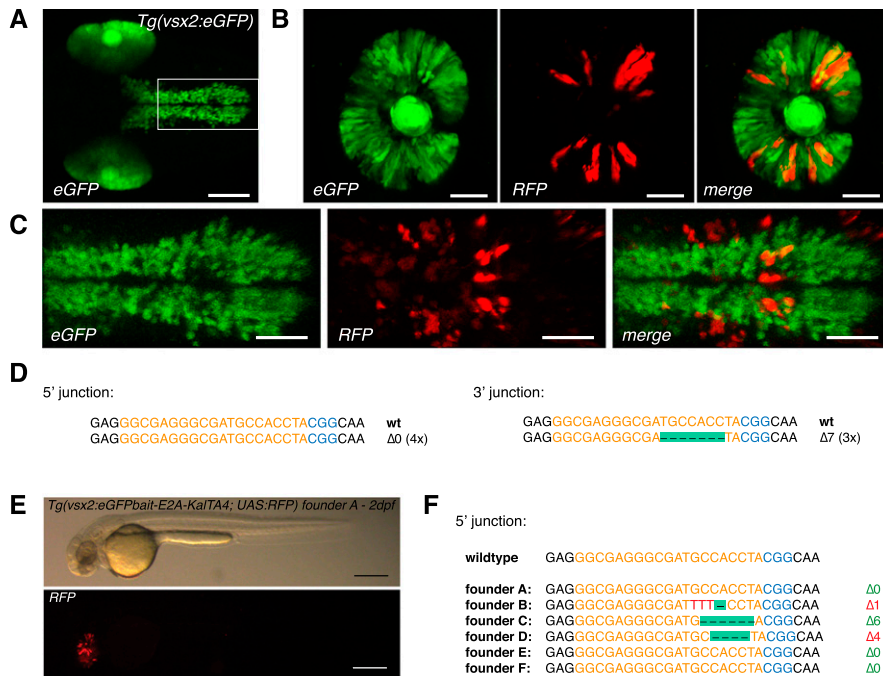 A
Tg(vsx2:eGFP)
eGFP
B
eGFP
RFP
merge
C
eGFP
RFP
merge
D
5' junction:
GAGGGCGAGGGCGATGCCACCTACGGCAA wt
GAGGGCGAGGGCGATGCCACCTACGGCAA Δ0 (4x)
3' junction:
GAGGGCGAGGGCGATGCCACCTACGGCAA wt
GAGGGCGAGGGCGA-------TACGGCAA Δ7 (3x)
E
Tg(vsx2:eGFPbait-E2A-KalTA4; UAS:RFP) founder A - 2dpf
RFP
F
5' junction:
wildtype GAGGGCGAGGGCGATGCCACCTACGGCAA
founder A: GAGGGCGAGGGCGATGCCACCTACGGCAA Δ0
founder B: GAGGGCGAGGGCGATTTT-CCTACGGCAA Δ1
founder C: GAGGGCGAGGGCGATG------ACGGCAA Δ6
founder D: GAGGGCGAGGGCGATGC----TACGGCAA Δ4
founder E: GAGGGCGAGGGCGATGCCACCTACGGCAA Δ0
founder F: GAGGGCGAGGGCGATGCCACCTACGGCAA Δ0